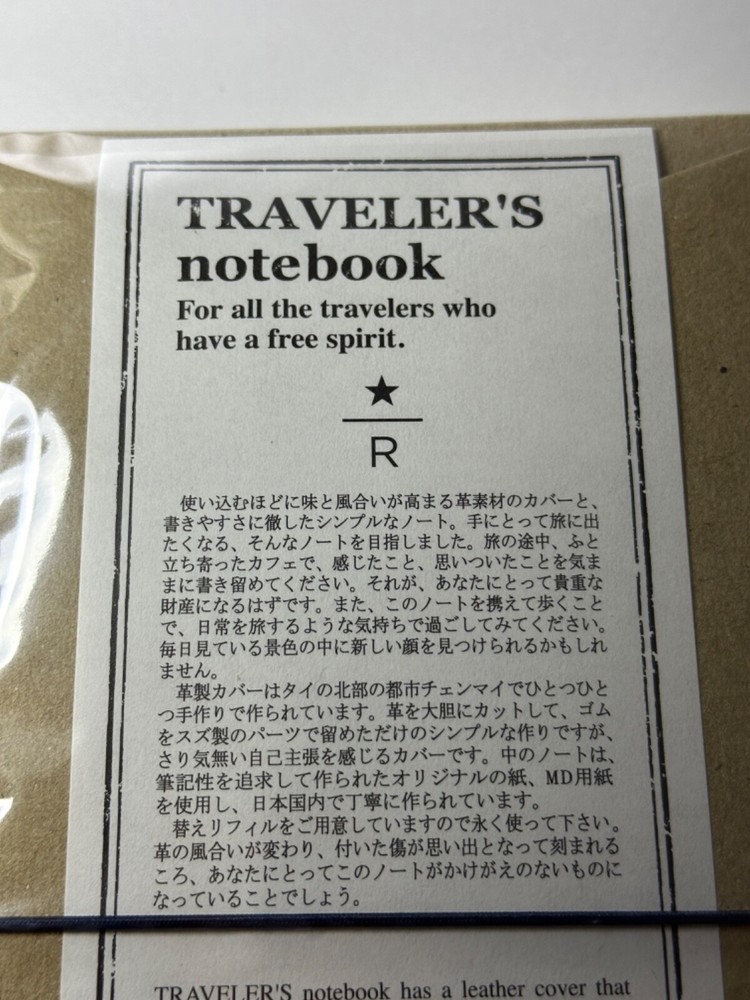 TRAVELER'S
notebook
For all the travelers who
have a free spirit.
★
R
使い込むほどに味と風合いが高まる革素材のカバーと、
書きやすさに徹したシンプルなノート。手にとって旅に出
たくなる、そんなノートを目指しました。旅の途中、ふと
立ち寄ったカフェで、感じたこと、思いついたことを気ま
まに書き留めてください。それが、あなたにとって貴重な
財産になるはずです。また、このノートを携えて歩くこと
で、日常を旅するような気持ちで過ごしてみてください。
毎日見ている景色の中に新しい顔を見つけられるかもしれ
ません。
革製カバーはタイの北部の都市チェンマイでひとつひと
つ手作りで作られています。革を大胆にカットして、ゴム
をスズ製のパーツで留めただけのシンプルな作りですが、
さり気無い自己主張を感じるカバーです。中のノートは、
筆記性を追求して作られたオリジナルの紙、MD用紙
を使用し、日本国内で丁寧に作られています。
替えリフィルをご用意していますので永く使って下さい。
革の風合いが変わり、付いた傷が思い出となって刻まれる
ころ、あなたにとってこのノートがかけがえのないものに
なっていることでしょう。
TRAVELER'S notebook has a leather cover that